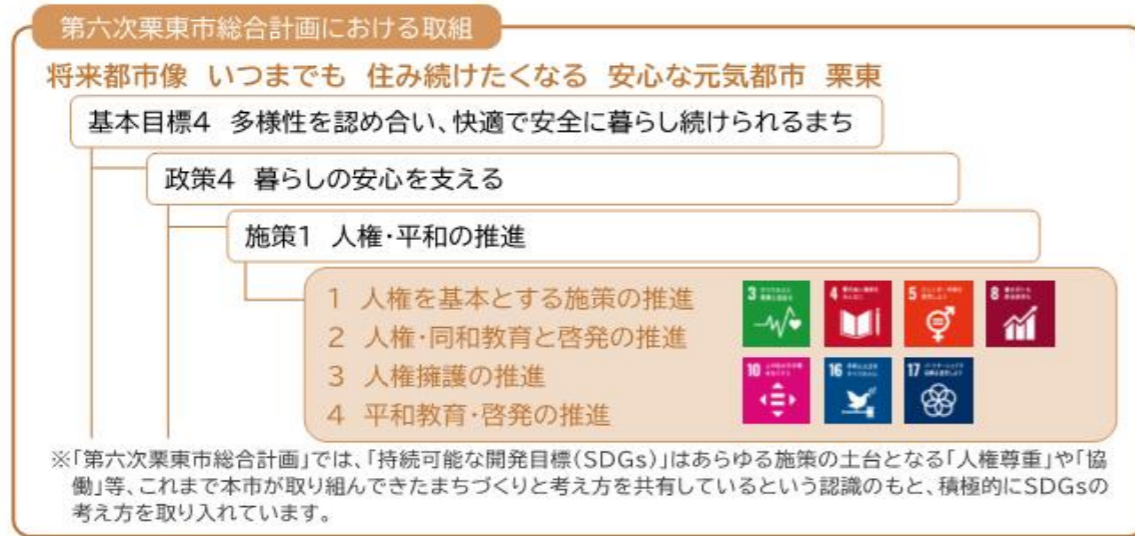 第六次栗東市総合計画における取組
将来都市像 いつまでも 住み続けたくなる 安心な元気都市 栗東
基本目標4 多様性を認め合い、快適で安全に暮らし続けられるまち
政策4 暮らしの安心を支える
施策1 人権・平和の推進
1 人権を基本とする施策の推進
2 人権・同和教育と啓発の推進
3 人権擁護の推進
4 平和教育・啓発の推進
3
4
5
8
10
16
17
※「第六次栗東市総合計画」では、「持続可能な開発目標(SDGs)」はあらゆる施策の土台となる「人権尊重」や「協
働」等、これまで本市が取り組んできたまちづくりと考え方を共有しているという認識のもと、積極的にSDGsの
考え方を取り入れています。